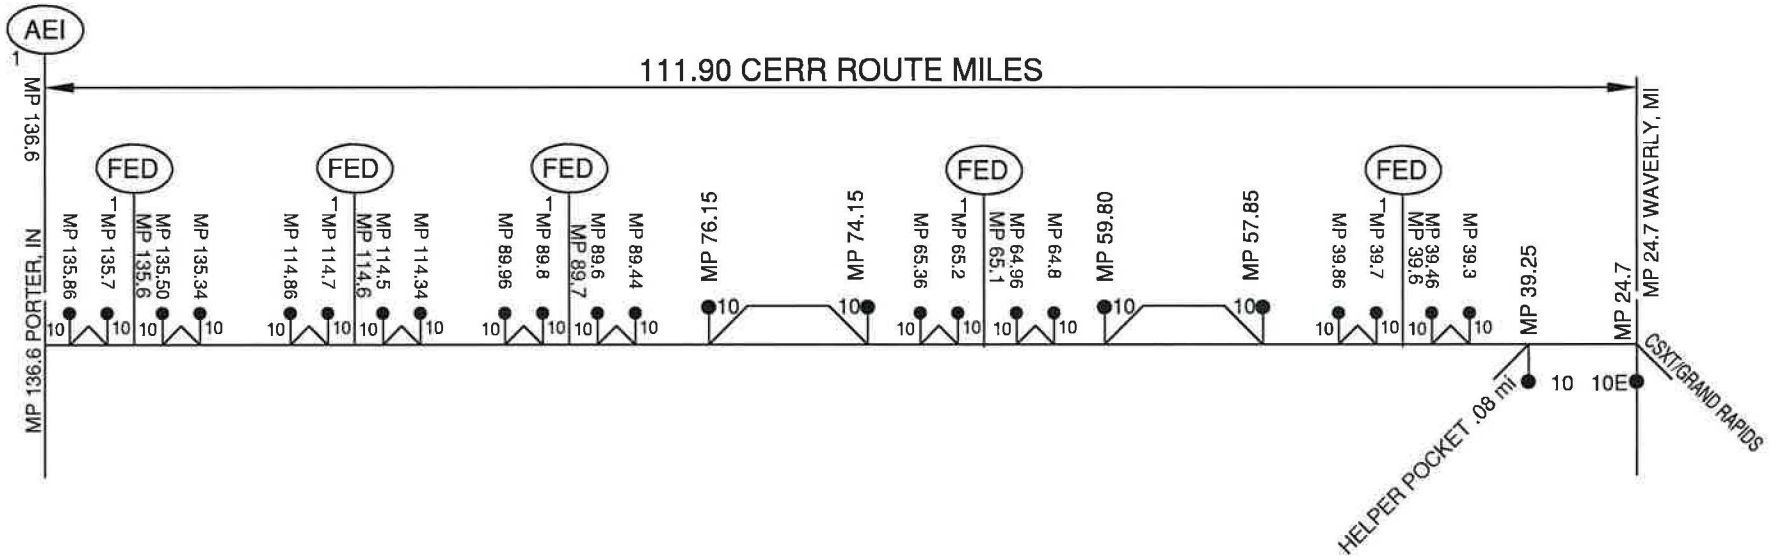 AEI
1
MP 136.6
111.90 CERR ROUTE MILES
MP 24.7 WAVERLY, MI
MP 136.6 PORTER, IN
FED
1
MP 135.86
MP 135.7
MP 135.6
MP 135.50
MP 135.34
10
10
10
10
FED
1
MP 114.86
MP 114.7
MP 114.6
MP 114.5
MP 114.34
10
10
10
10
FED
1
MP 89.96
MP 89.8
MP 89.7
MP 89.6
MP 89.44
10
10
10
10
MP 76.15
10
MP 74.15
10
FED
1
MP 65.36
MP 65.2
MP 65.1
MP 64.96
MP 64.8
10
10
10
10
MP 59.80
10
MP 57.85
10
FED
1
MP 39.86
MP 39.7
MP 39.6
MP 39.46
MP 39.3
10
10
10
10
MP 39.25
10
HELPER POCKET .08 mi
MP 24.7
10E
CSXT/GRAND RAPIDS